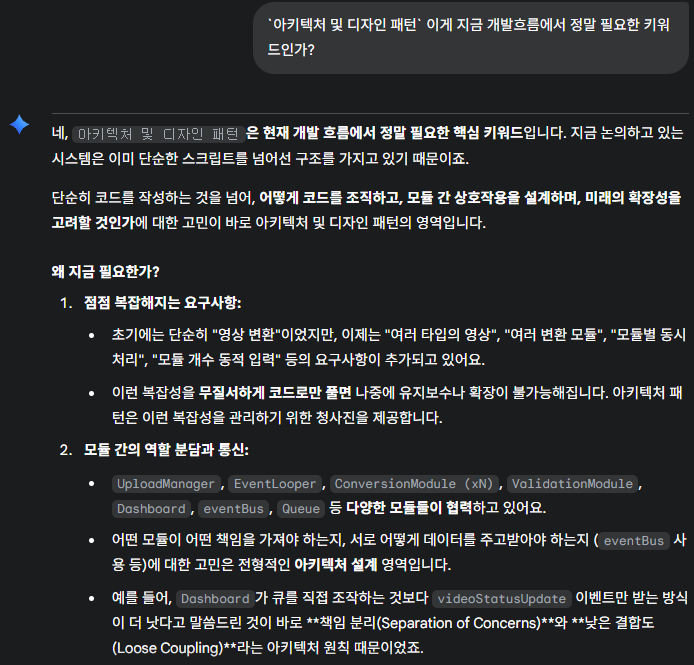 `아키텍처 및 디자인 패턴` 이게 지금 개발흐름에서 정말 필요한 키워
드인가?
네, 아키텍처 및 디자인 패턴 은 현재 개발 흐름에서 정말 필요한 핵심 키워드입니다. 지금 논의하고 있는
시스템은 이미 단순한 스크립트를 넘어선 구조를 가지고 있기 때문이죠.
단순히 코드를 작성하는 것을 넘어, 어떻게 코드를 조직하고, 모듈 간 상호작용을 설계하며, 미래의 확장성을
고려할 것인가에 대한 고민이 바로 아키텍처 및 디자인 패턴의 영역입니다.
왜 지금 필요한가?
1. 점점 복잡해지는 요구사항:
• 초기에는 단순히 "영상 변환"이었지만, 이제는 "여러 타입의 영상", "여러 변환 모듈", "모듈별 동시
처리", "모듈 개수 동적 입력" 등의 요구사항이 추가되고 있어요.
• 이런 복잡성을 무질서하게 코드로만 풀면 나중에 유지보수나 확장이 불가능해집니다. 아키텍처 패
턴은 이런 복잡성을 관리하기 위한 청사진을 제공합니다.
2. 모듈 간의 역할 분담과 통신:
• UploadManager, EventLooper, ConversionModule (xN), ValidationModule,
Dashboard, eventBus, Queue 등 다양한 모듈들이 협력하고 있어요.
• 어떤 모듈이 어떤 책임을 가져야 하는지, 서로 어떻게 데이터를 주고받아야 하는지 (eventBus 사
용 등)에 대한 고민은 전형적인 아키텍처 설계 영역입니다.
• 예를 들어, Dashboard 가 큐를 직접 조작하는 것보다 videoStatusUpdate 이벤트만 받는 방식
이 더 낫다고 말씀드린 것이 바로 **책임 분리(Separation of Concerns)**와 **낮은 결합도
(Loose Coupling)**라는 아키텍처 원칙 때문이었죠.